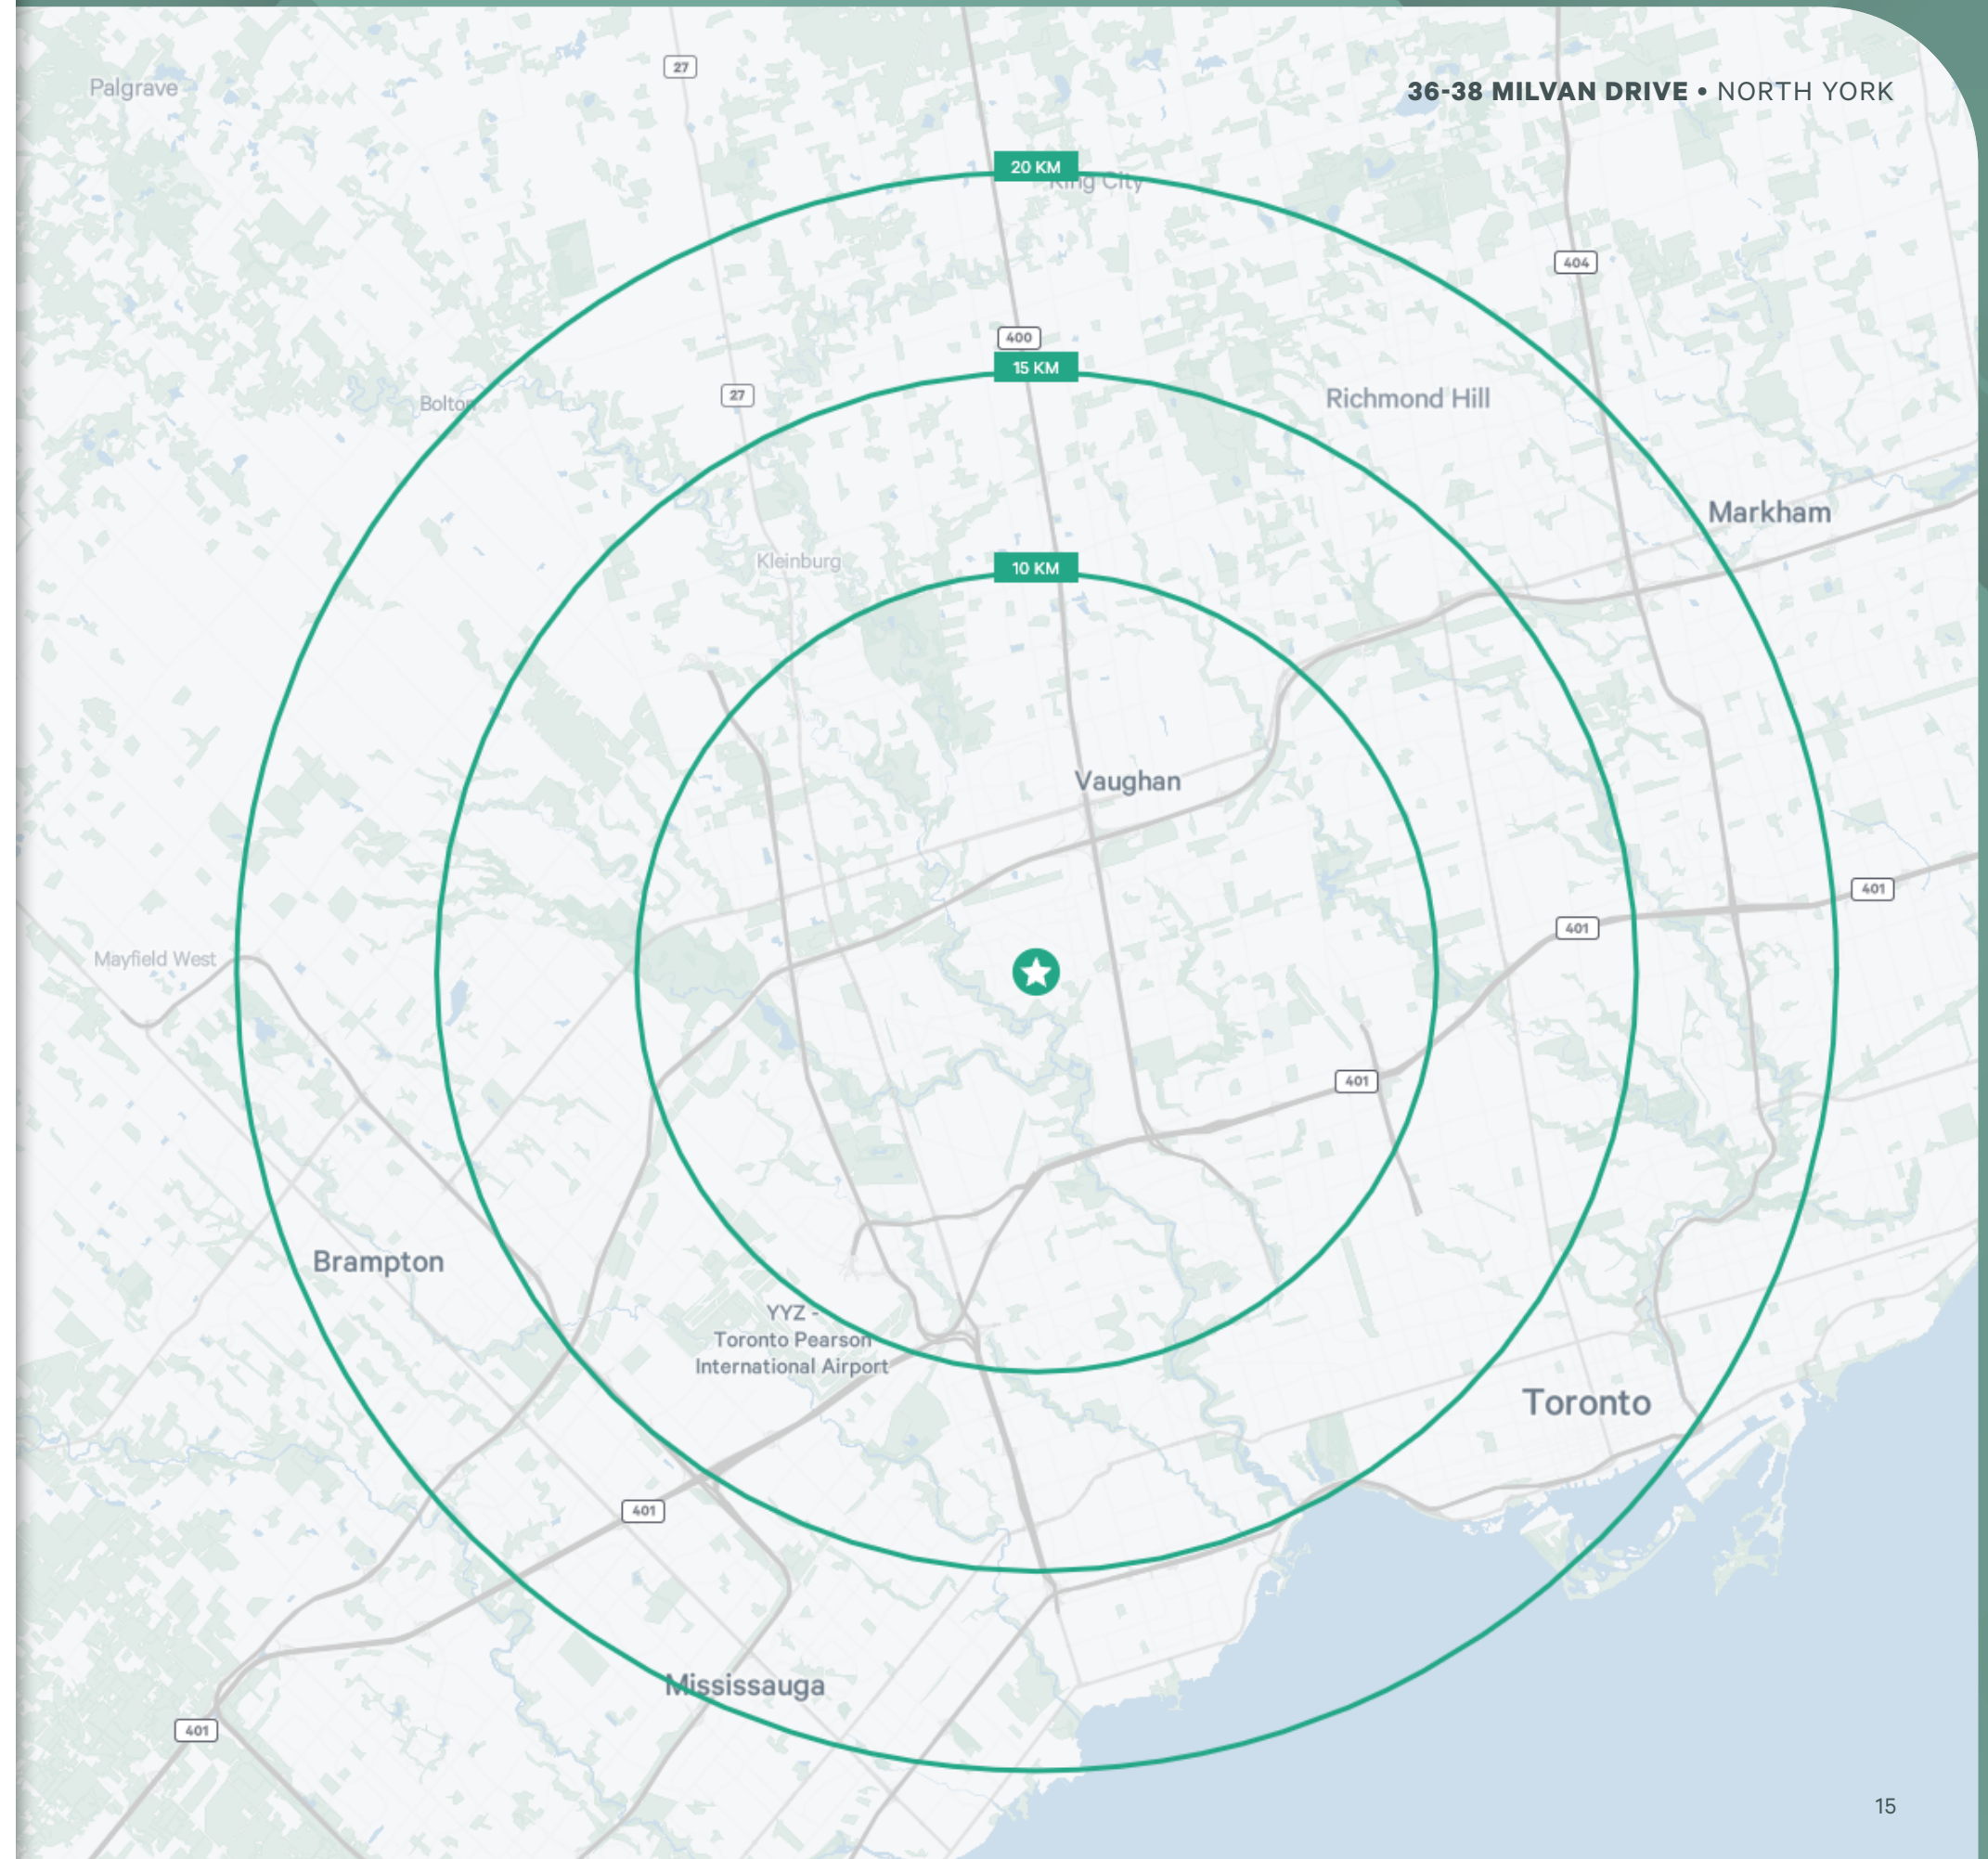 Palgrave
27
36-38 MILVAN DRIVE • NORTH YORK
20 KM
King City
404
400
15 KM
27
Richmond Hill
Bolton
Markham
Kleinburg
10 KM
Vaughan
401
401
Mayfield West
401
Brampton
YYZ -
Toronto Pearson
International Airport
Toronto
401
Mississauga
401
15